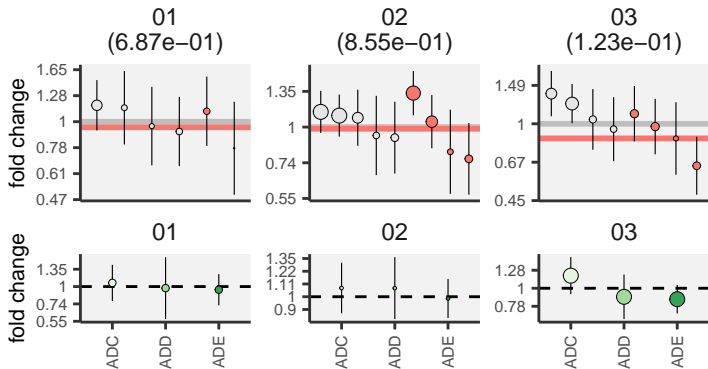 01
(6.87e−01)
02
(8.55e−01)
03
(1.23e−01)
fold change
1.65
1.28
1
0.78
0.61
0.47
1.35
1
0.74
0.55
1.49
1
0.67
0.45
01
02
03
fold change
1.35
1
0.74
0.55
1.35
1.22
1.11
1
0.9
1.28
1
0.78
ADC
ADD
ADE
ADC
ADD
ADE
ADC
ADD
ADE